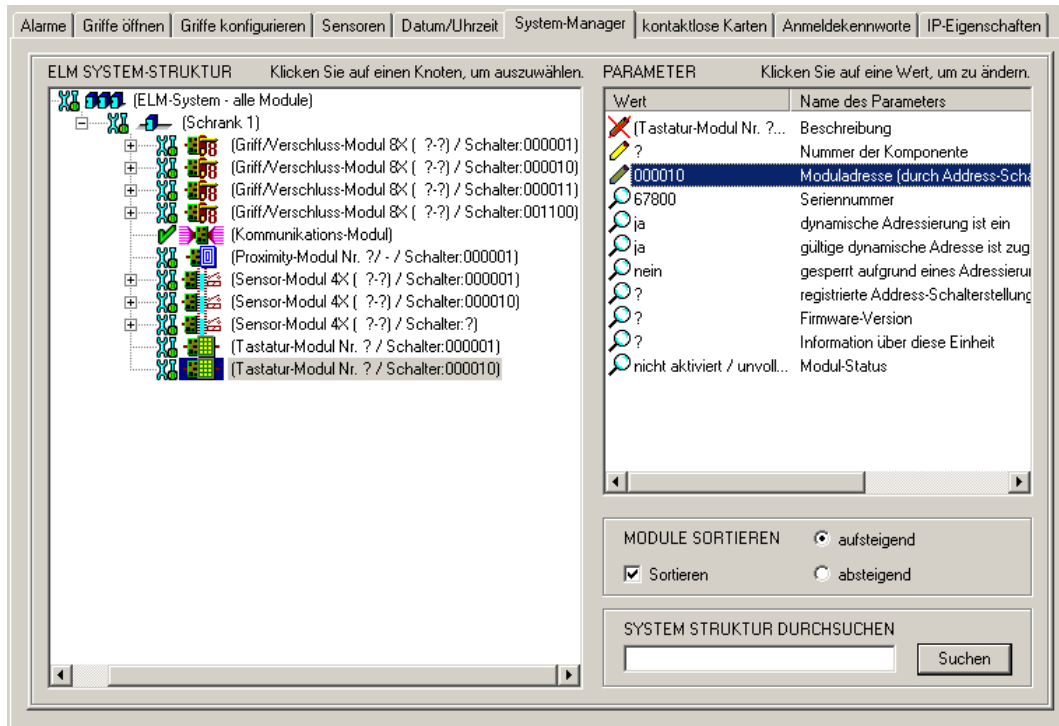 Alarme Griffe öffnen Griffe konfigurieren Sensoren Datum/Uhrzeit System-Manager kontaktlose Karten Anmeldekennworte IP-Eigenschaften
ELM SYSTEM-STRUKTUR Klicken Sie auf einen Knoten, um auszuwählen.
(ELM-System - alle Module)
(Schrank 1)
(Griff/Verschluss-Modul 8X ( ?-?) / Schalter:000001)
(Griff/Verschluss-Modul 8X ( ?-?) / Schalter:000010)
(Griff/Verschluss-Modul 8X ( ?-?) / Schalter:000011)
(Griff/Verschluss-Modul 8X ( ?-?) / Schalter:001100)
(Kommunikations-Modul)
(Proximity-Modul Nr. ?/ - / Schalter:000001)
(Sensor-Modul 4X ( ?-?) / Schalter:000001)
(Sensor-Modul 4X ( ?-?) / Schalter:000010)
(Sensor-Modul 4X ( ?-?) / Schalter:?)
(Tastatur-Modul Nr. ? / Schalter:000001)
(Tastatur-Modul Nr. ? / Schalter:000010)
PARAMETER Klicken Sie auf eine Wert, um zu ändern.
Wert Name des Parameters
(Tastatur-Modul Nr. ?... Beschreibung
? Nummer der Komponente
000010 Moduladresse (durch Address-Scha
67800 Seriennummer
ja dynamische Adressierung ist ein
ja gültige dynamische Adresse ist zug
nein gesperrt aufgrund eines Adressierun
? registrierte Address-Schalterstellung
? Firmware-Version
? Information über diese Einheit
nicht aktiviert / unvoll... Modul-Status
MODULE SORTIEREN aufsteigend
Sortieren absteigend
SYSTEM STRUKTUR DURCHSUCHEN
Suchen